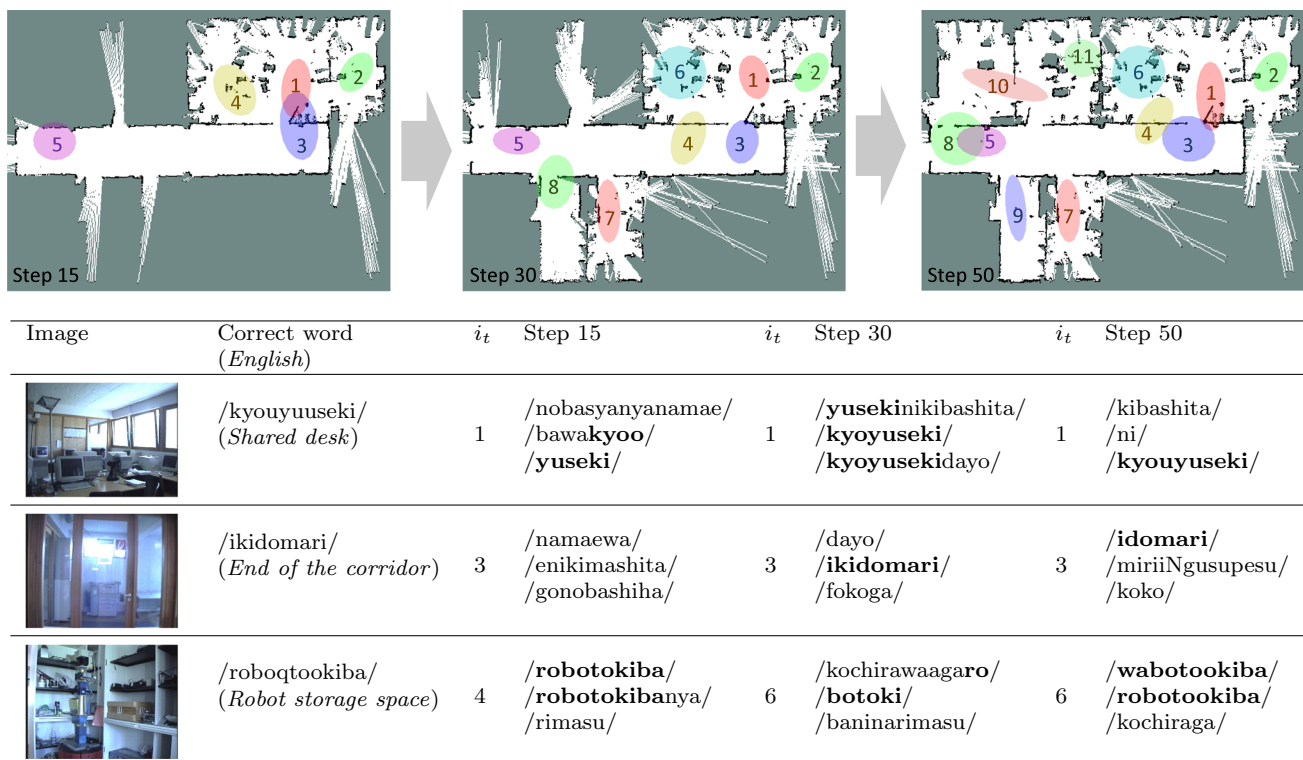 1
2
3
4
5
Step 15
1
2
3
4
5
6
7
8
Step 30
1
2
3
4
5
6
7
8
9
10
11
Step 50
Image Correct word i_t Step 15 i_t Step 30 i_t Step 50
(English)
/kyouyuuseki/ /nobasyanyanamae/ /yusekinikibashita/ /kibashita/
(Shared desk) 1 /bawakyoo/ 1 /kyoyuseki/ 1 /ni/
/yuseki/ /kyoyusekidayo/ /kyouyuseki/
/ikidomari/ /namaewa/ /dayo/ /idomari/
(End of the corridor) 3 /enikimashita/ 3 /ikidomari/ 3 /miriiNgusupesu/
/gonobashiha/ /fokoga/ /koko/
/roboqtookiba/ /robotokiba/ /kochirawaagaro/ /wabotookiba/
(Robot storage space) 4 /robotokibanya/ 6 /botoki/ 6 /robotookiba/
/rimasu/ /baninarimasu/ /kochiraga/